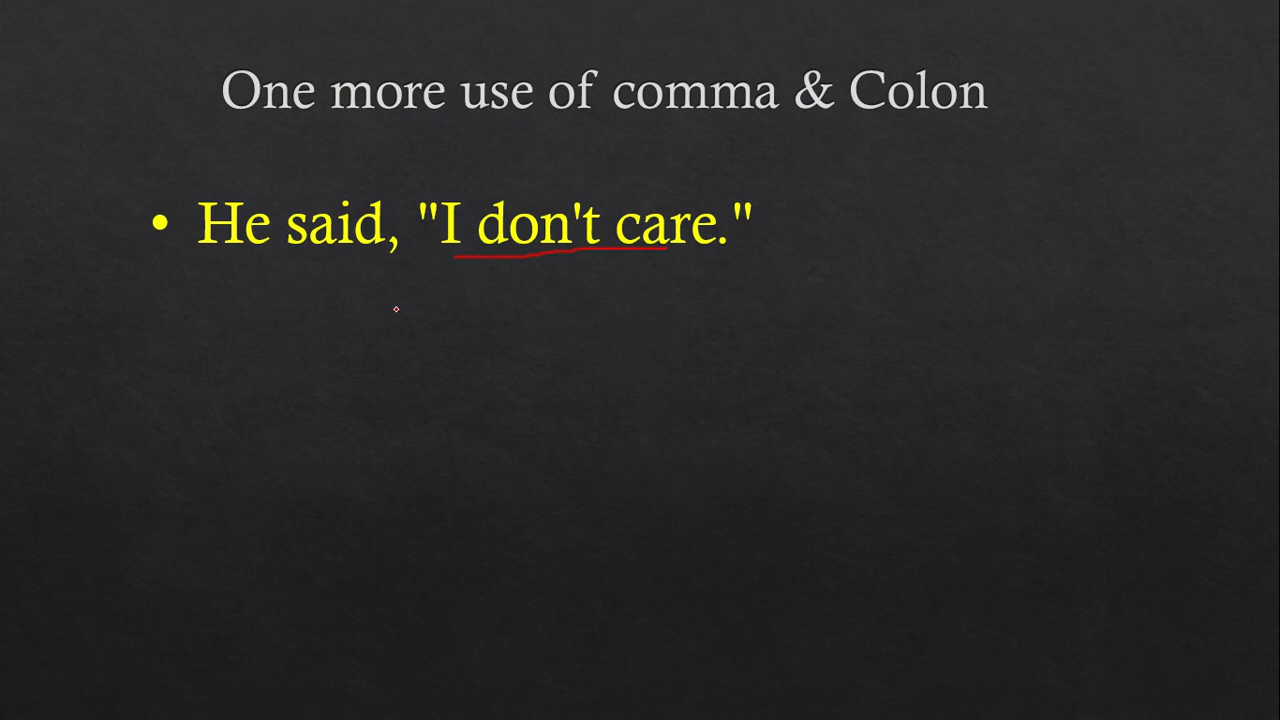 One more use of comma & Colon
• He said, "I don't care."